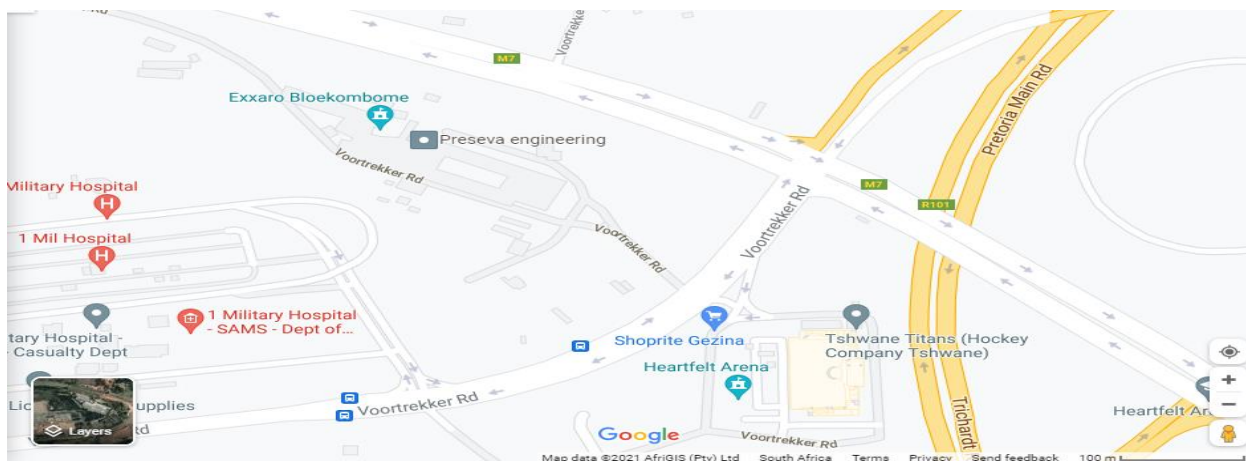 Voortrekker Rd
M7
Exxaro Bloekombome
Preseva engineering
Pretoria Main Rd
Voortrekker Rd
M7
R101
Military Hospital
1 Mil Hospital
Voortrekker Rd
Voortrekker Rd
1 Military Hospital
- SAMS - Dept of...
tary Hospital -
Casualty Dept
Shoprite Gezina
Tshwane Titans (Hockey
Company Tshwane)
Heartfelt Arena
Voortrekker Rd
Trichardt
Heartfelt Ar
upplies
Layers
Google
Voortrekker Rd
Map data ©2021 AfriGIS (Pty) Ltd South Africa Terms Privacy Send feedback 100 m